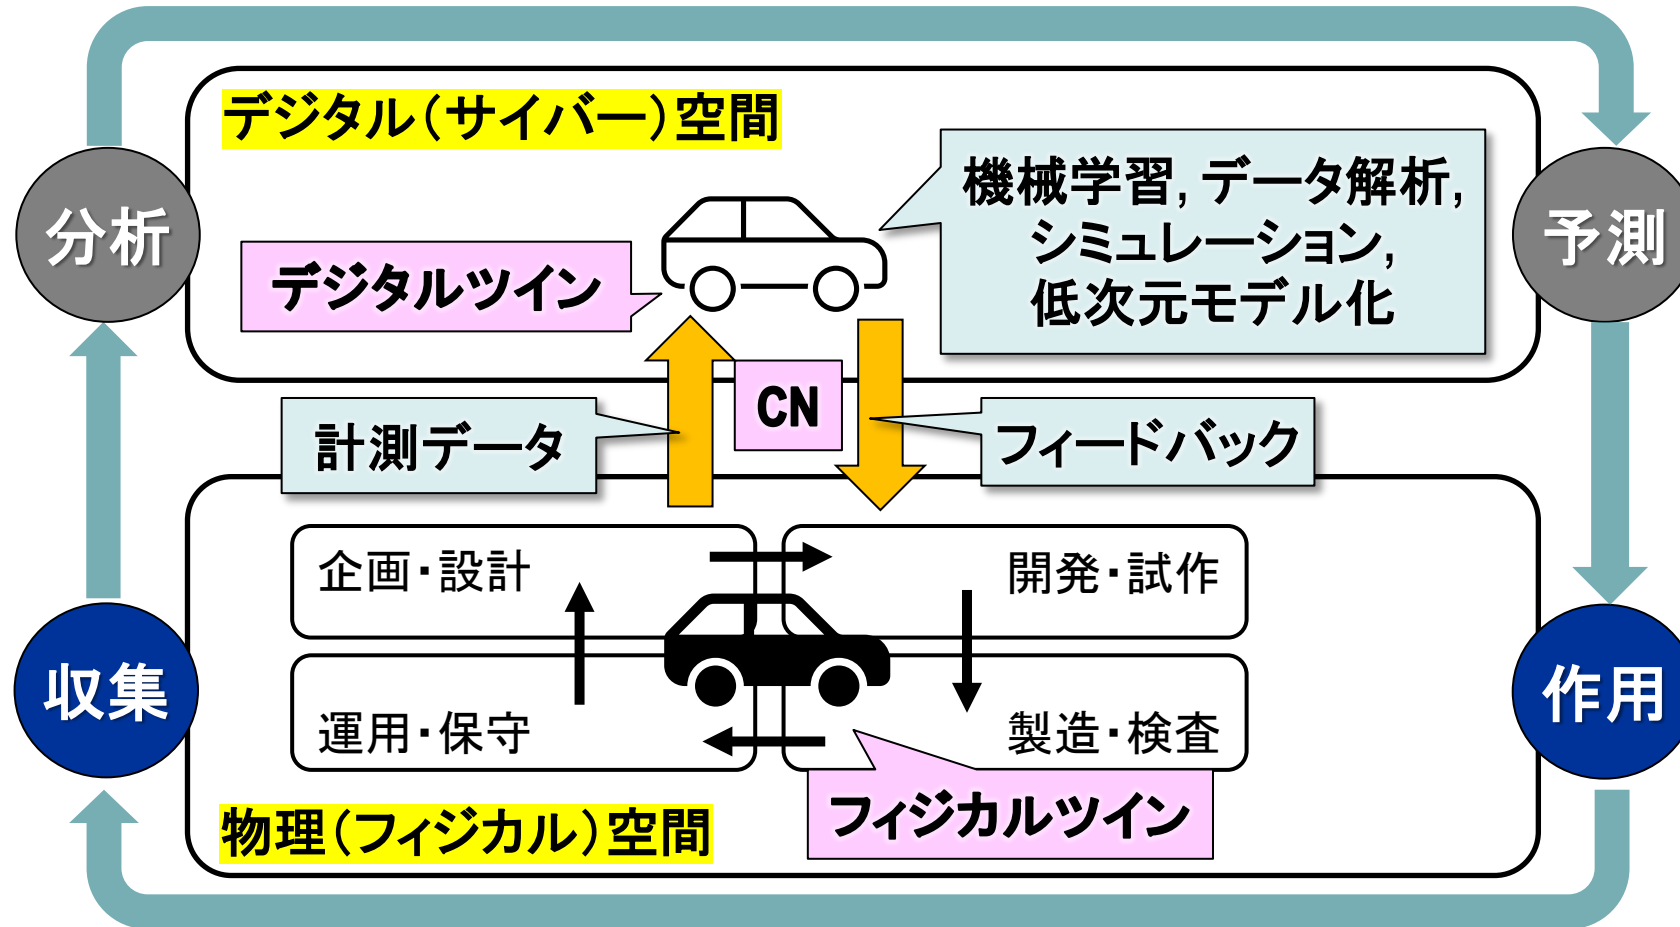 デジタル（サイバー）空間
分析
機械学習, データ解析,
シミュレーション,
低次元モデル化
予測
デジタルツイン
CN
計測データ
フィードバック
企画・設計
開発・試作
収集
作用
運用・保守
製造・検査
フィジカルツイン
物理（フィジカル）空間